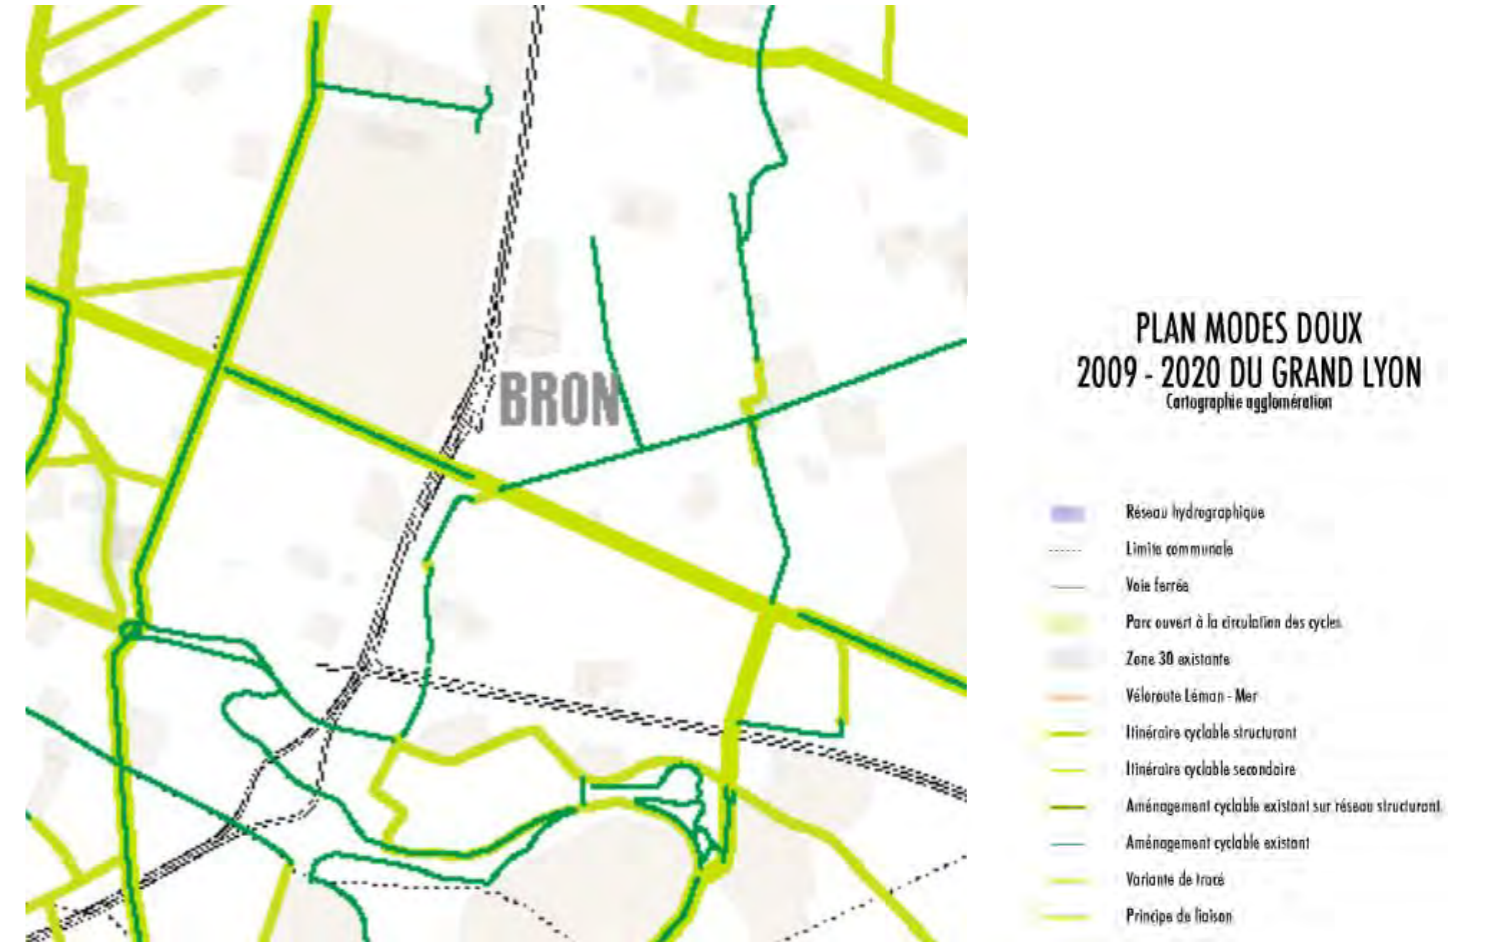 BRON
PLAN MODES DOUX
2009 - 2020 DU GRAND LYON
Cartographie agglomération
Réseau hydrographique
Limite communale
Voie ferrée
Parc ouvert à la circulation des cycles
Zone 30 existante
Véloroute Léman - Mer
Itinéraire cyclable structurant
Itinéraire cyclable secondaire
Aménagement cyclable existant sur réseau structurant
Aménagement cyclable existant
Variante de tracé
Principe de liaison